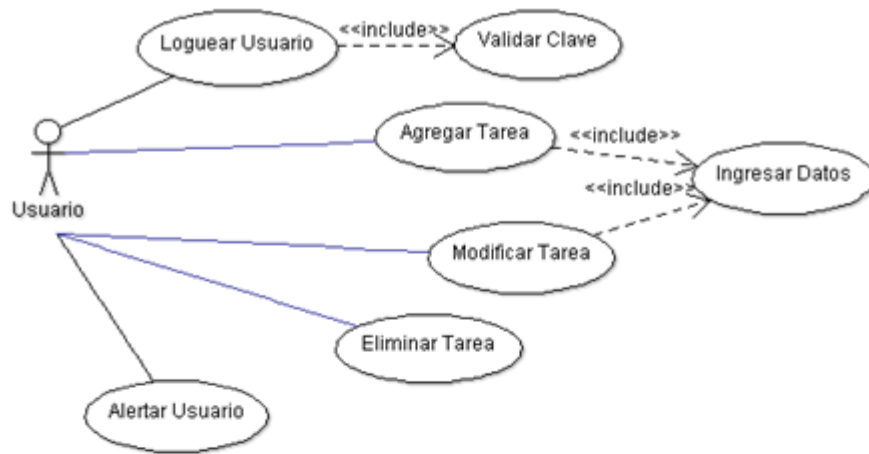 Loguear Usuario
<<include>>
Validar Clave
Agregar Tarea
<<include>>
Ingresar Datos
<<include>>
Usuario
Modificar Tarea
Eliminar Tarea
Alertar Usuario